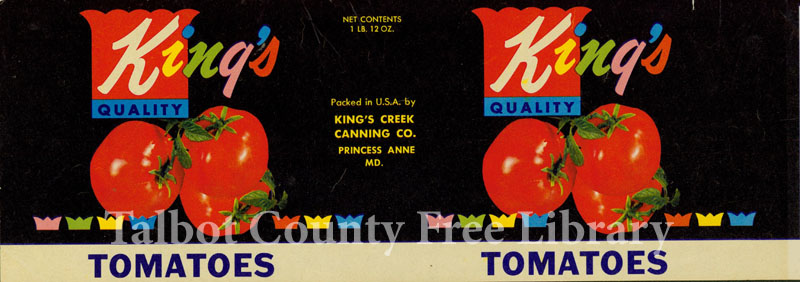 King's
QUALITY
TOMATOES
NET CONTENTS
1 LB. 12 OZ.
Packed in U.S.A. by
KING'S CREEK
CANNING CO.
PRINCESS ANNE
MD.
King's
QUALITY
TOMATOES
Talbot County Free Library